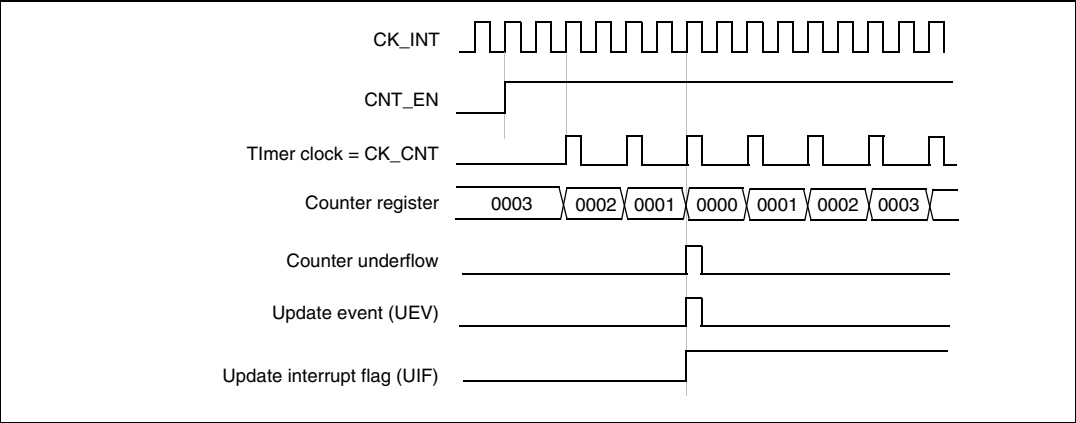 CK_INT
CNT_EN
TImer clock = CK_CNT
Counter register 0003 0002 0001 0000 0001 0002 0003
Counter underflow
Update event (UEV)
Update interrupt flag (UIF)